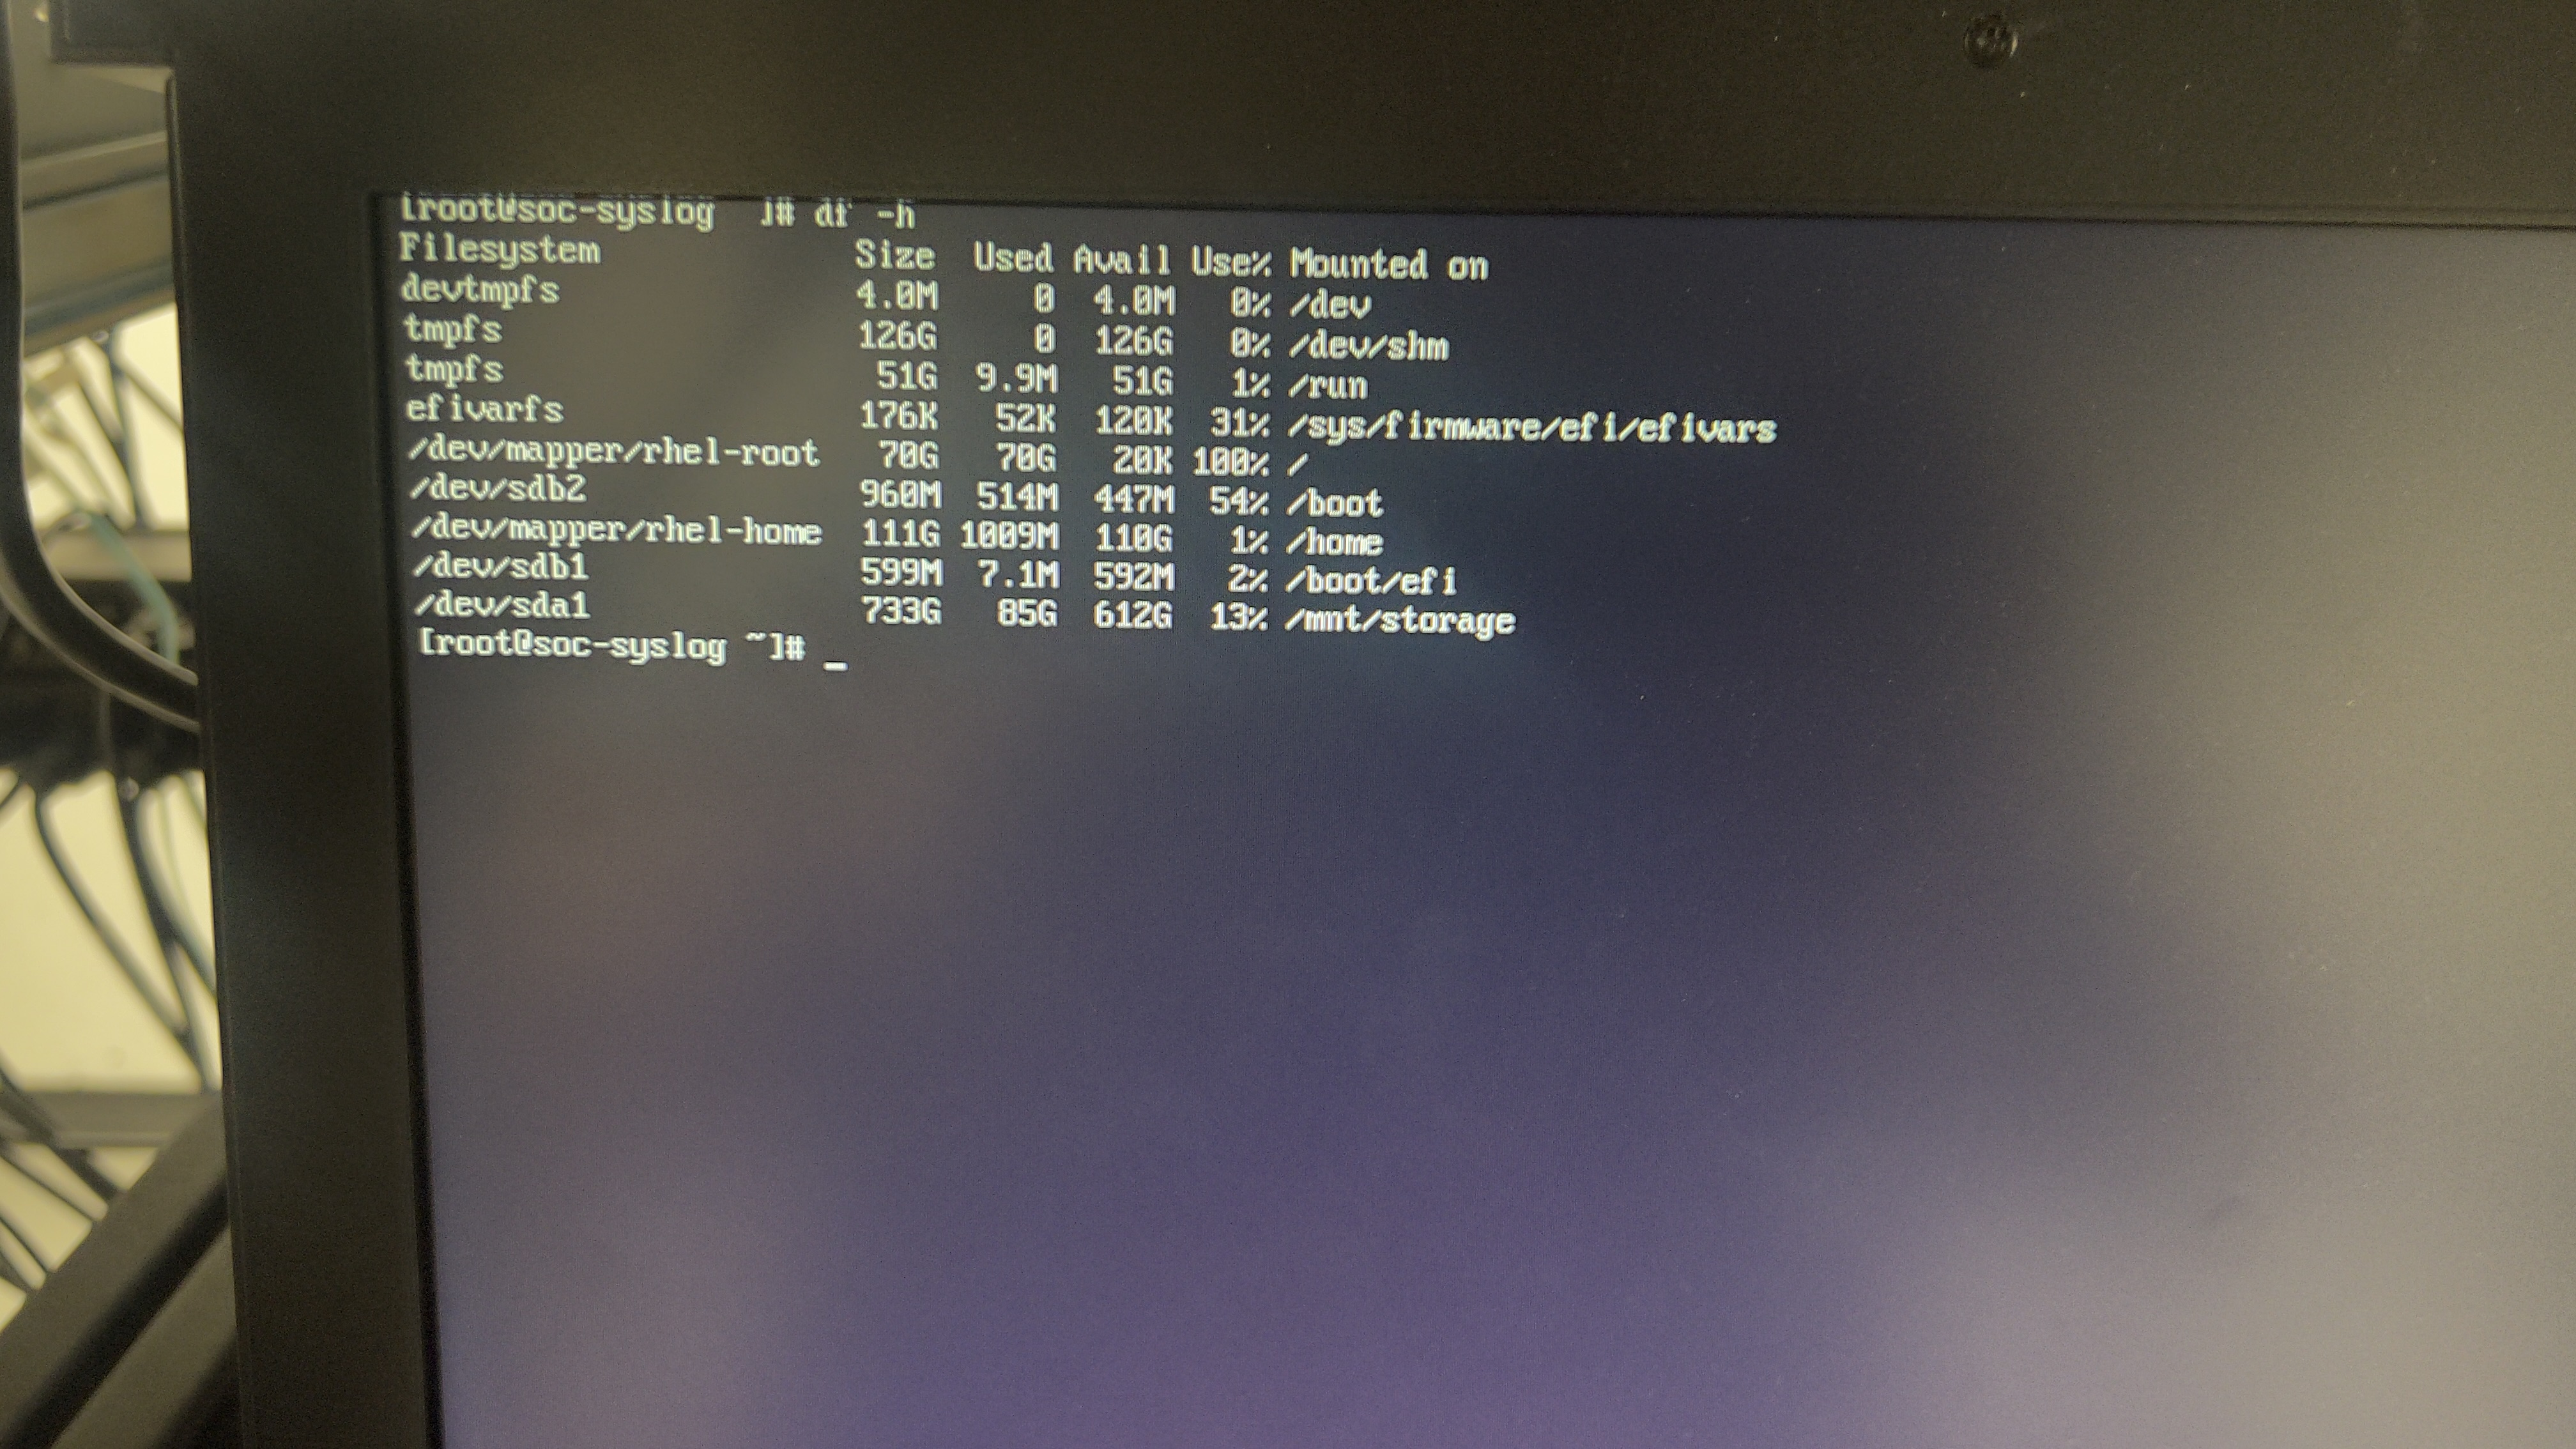 [root@soc-syslog ~]# df -h
Filesystem Size Used Avail Use% Mounted on
devtmpfs 4.0M 0 4.0M 0% /dev
tmpfs 126G 0 126G 0% /dev/shm
tmpfs 51G 9.9M 51G 1% /run
efivarfs 176K 52K 120K 31% /sys/firmware/efi/efivars
/dev/mapper/rhel-root 70G 70G 20K 100% /
/dev/sdb2 960M 514M 447M 54% /boot
/dev/mapper/rhel-home 111G 1009M 110G 1% /home
/dev/sdb1 599M 7.1M 592M 2% /boot/efi
/dev/sda1 733G 85G 612G 13% /mnt/storage
[root@soc-syslog ~]# _